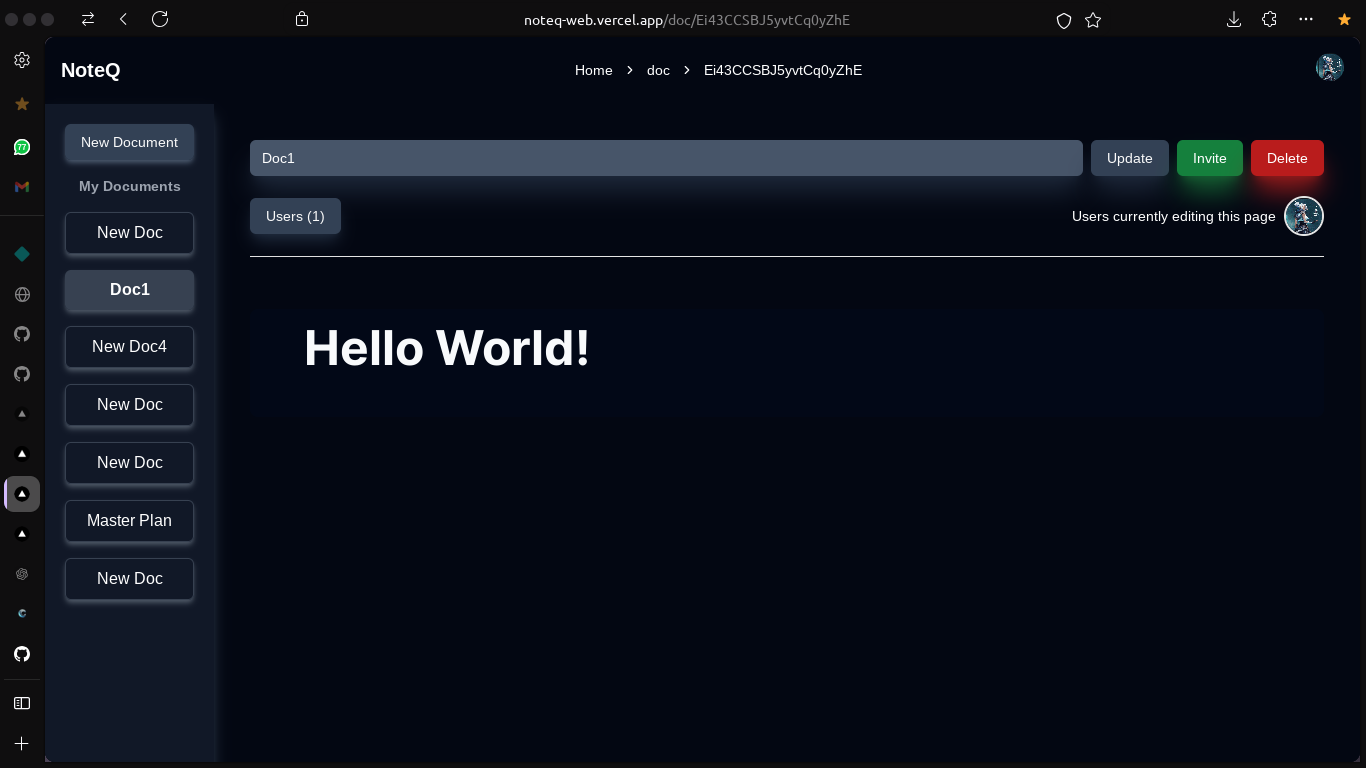 noteq-web.vercel.app/doc/Ei43CCSBJ5yvtCq0yZhE
NoteQ
Home > doc > Ei43CCSBJ5yvtCq0yZhE
77
New Document
My Documents
New Doc
Doc1
New Doc4
New Doc
New Doc
Master Plan
New Doc
Doc1 Update Invite Delete
Users (1) Users currently editing this page
Hello World!